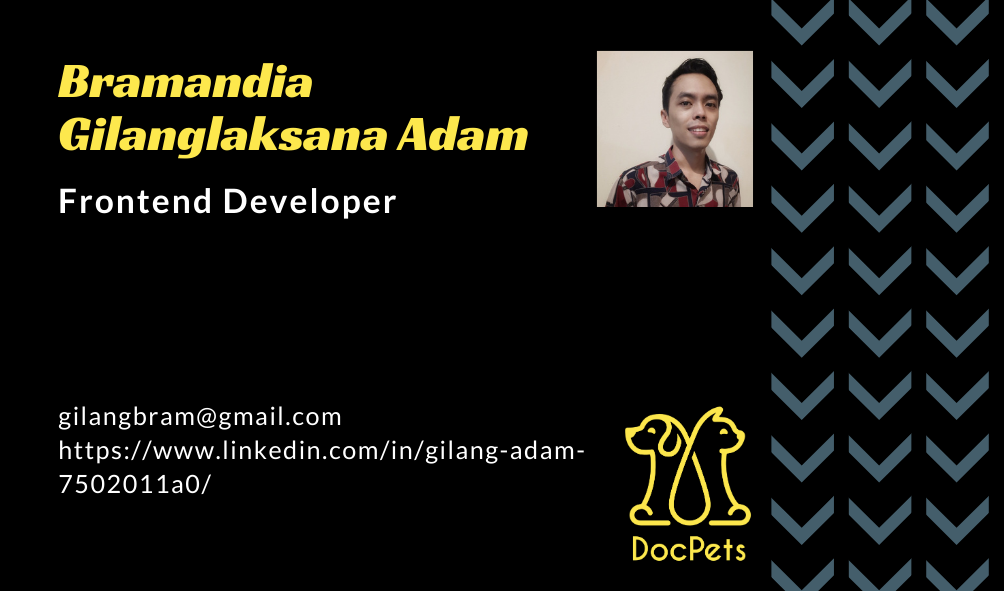 Bramandia
Gilanglaksana Adam
Frontend Developer
gilangbram@gmail.com
https://www.linkedin.com/in/gilang-adam-
7502011a0/
DocPets